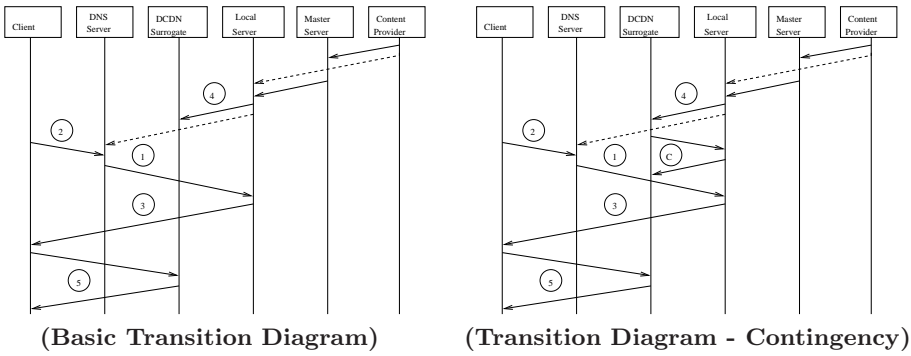 Client
DNS
Server
DCDN
Surrogate
Local
Server
Master
Server
Content
Provider
4
2
1
3
5
(Basic Transition Diagram)
Client
DNS
Server
DCDN
Surrogate
Local
Server
Master
Server
Content
Provider
4
2
1
C
3
5
(Transition Diagram - Contingency)